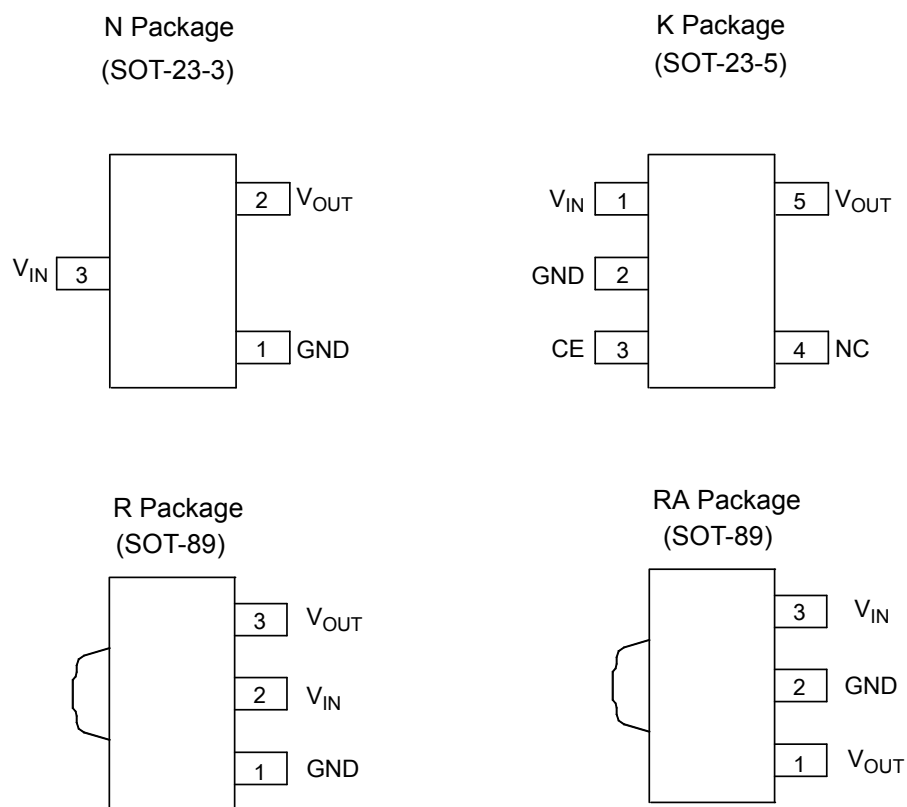 N Package
(SOT-23-3)
2 VOUT
VIN 3
1 GND
K Package
(SOT-23-5)
VIN 1
5 VOUT
GND 2
CE 3
4 NC
R Package
(SOT-89)
3 VOUT
2 VIN
1 GND
RA Package
(SOT-89)
3 VIN
2 GND
1 VOUT